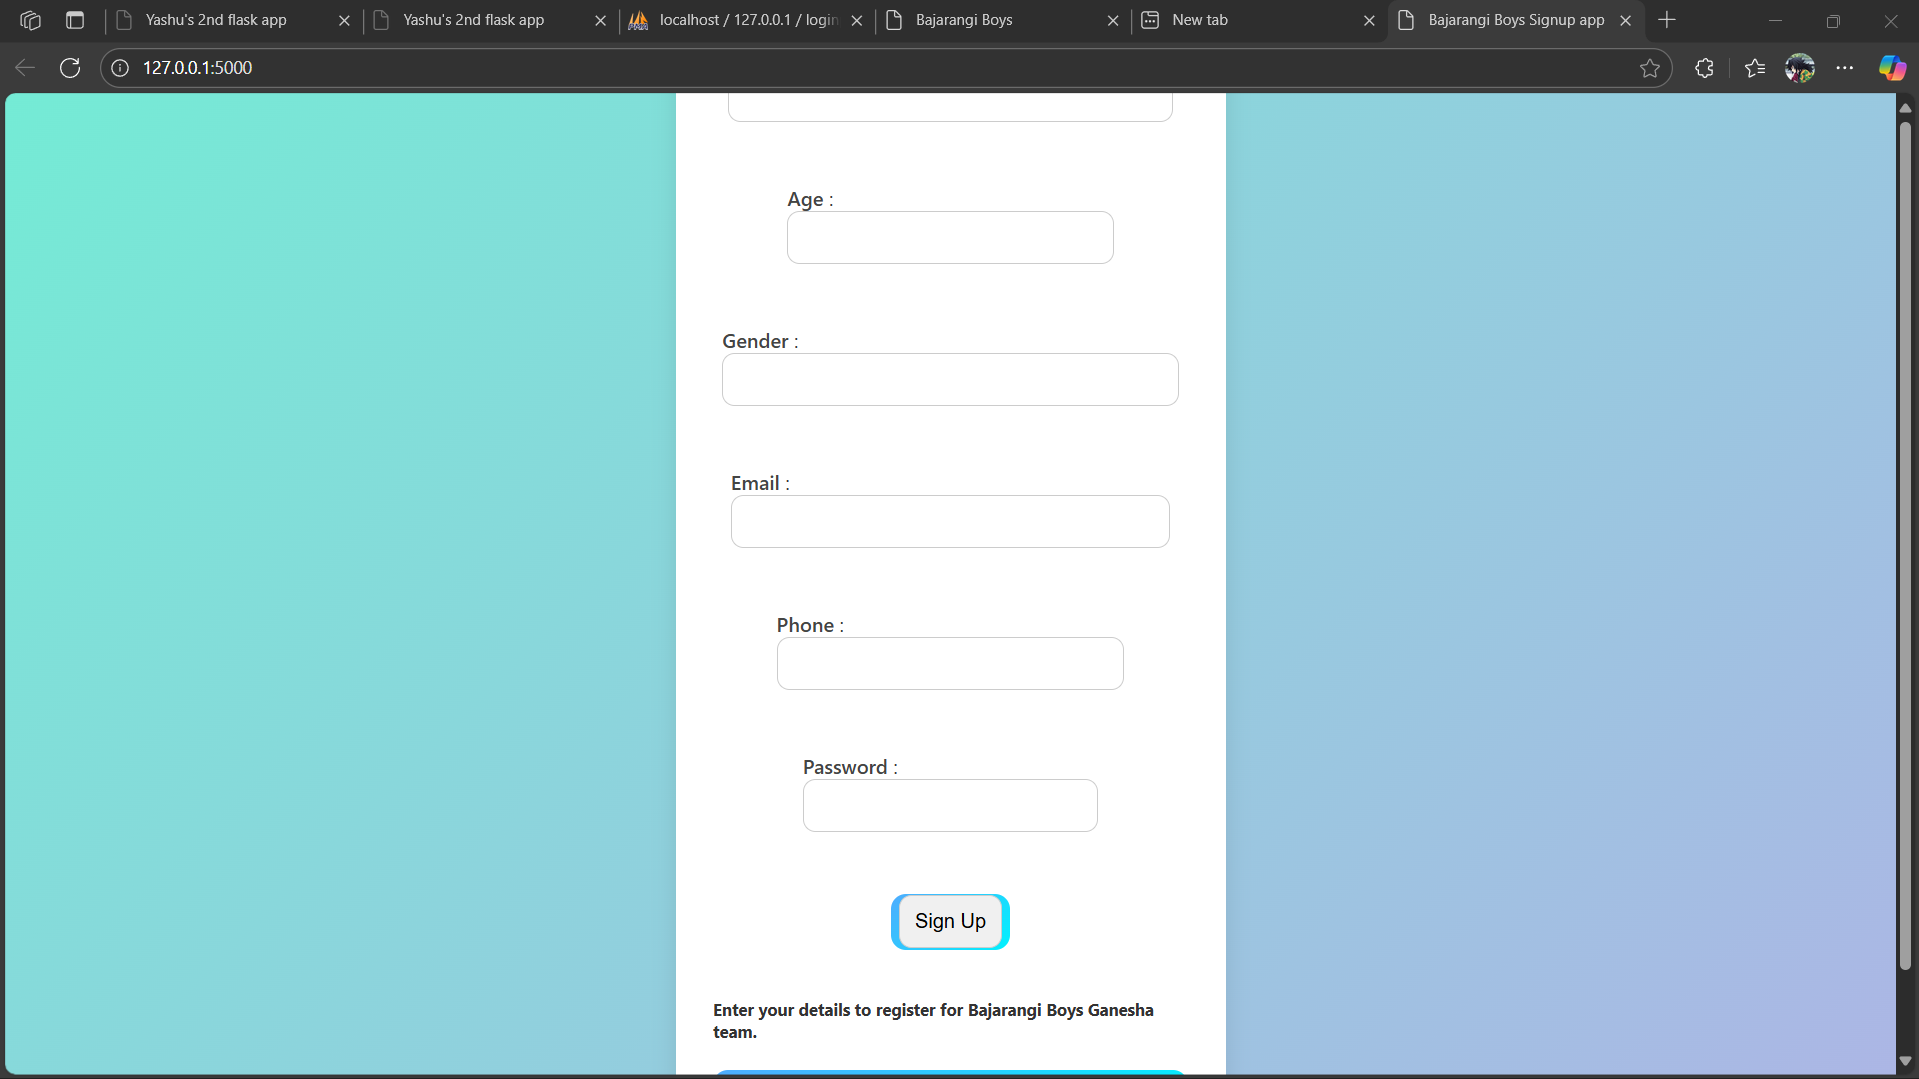 Yashu's 2nd flask app
Yashu's 2nd flask app
localhost / 127.0.0.1 / login
Bajarangi Boys
New tab
Bajarangi Boys Signup app
127.0.0.1:5000
Age :
Gender :
Email :
Phone :
Password :
Sign Up
Enter your details to register for Bajarangi Boys Ganesha
team.